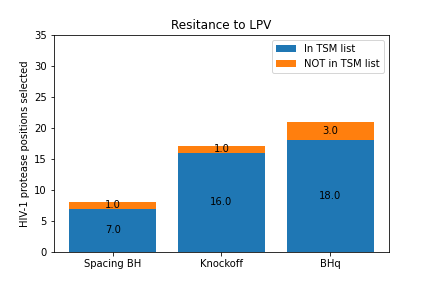 Resitance to LPV
In TSM list
NOT in TSM list
HIV-1 protease positions selected
35
30
25
20
15
10
5
0
1.0
7.0
1.0
16.0
3.0
18.0
Spacing BH
Knockoff
BHq